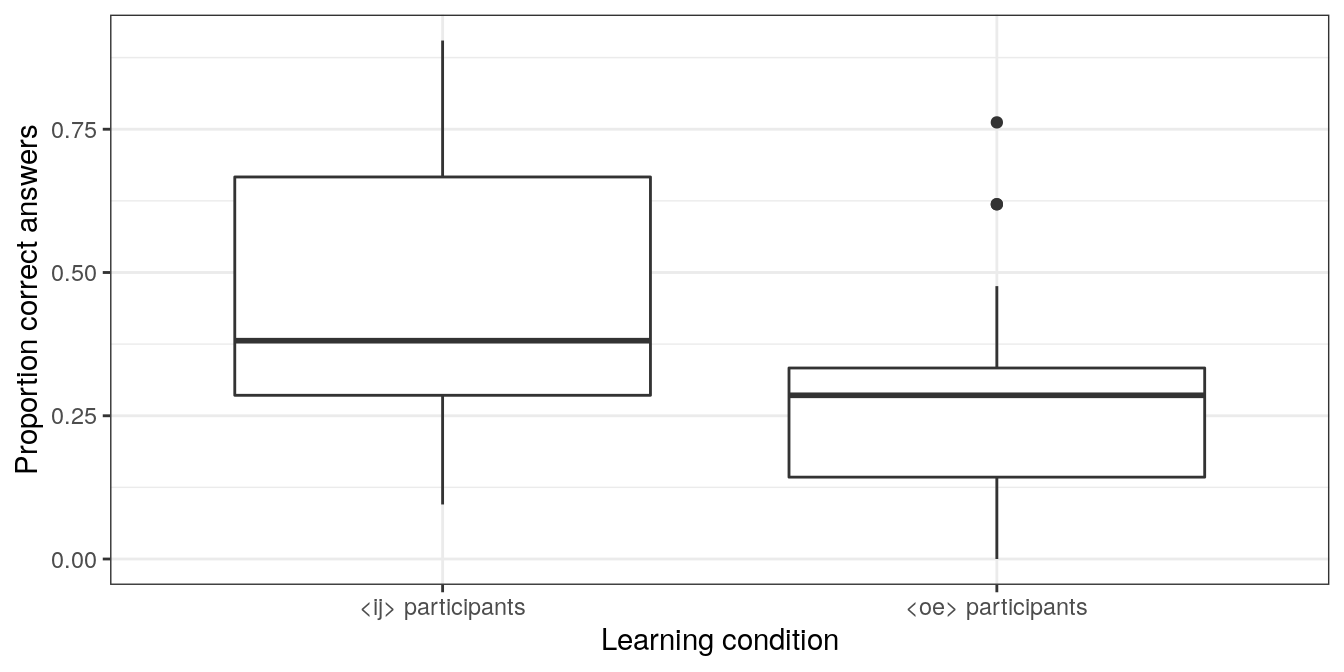 Proportion correct answers
0.75
0.50
0.25
0.00
<ij> participants
<oe> participants
Learning condition